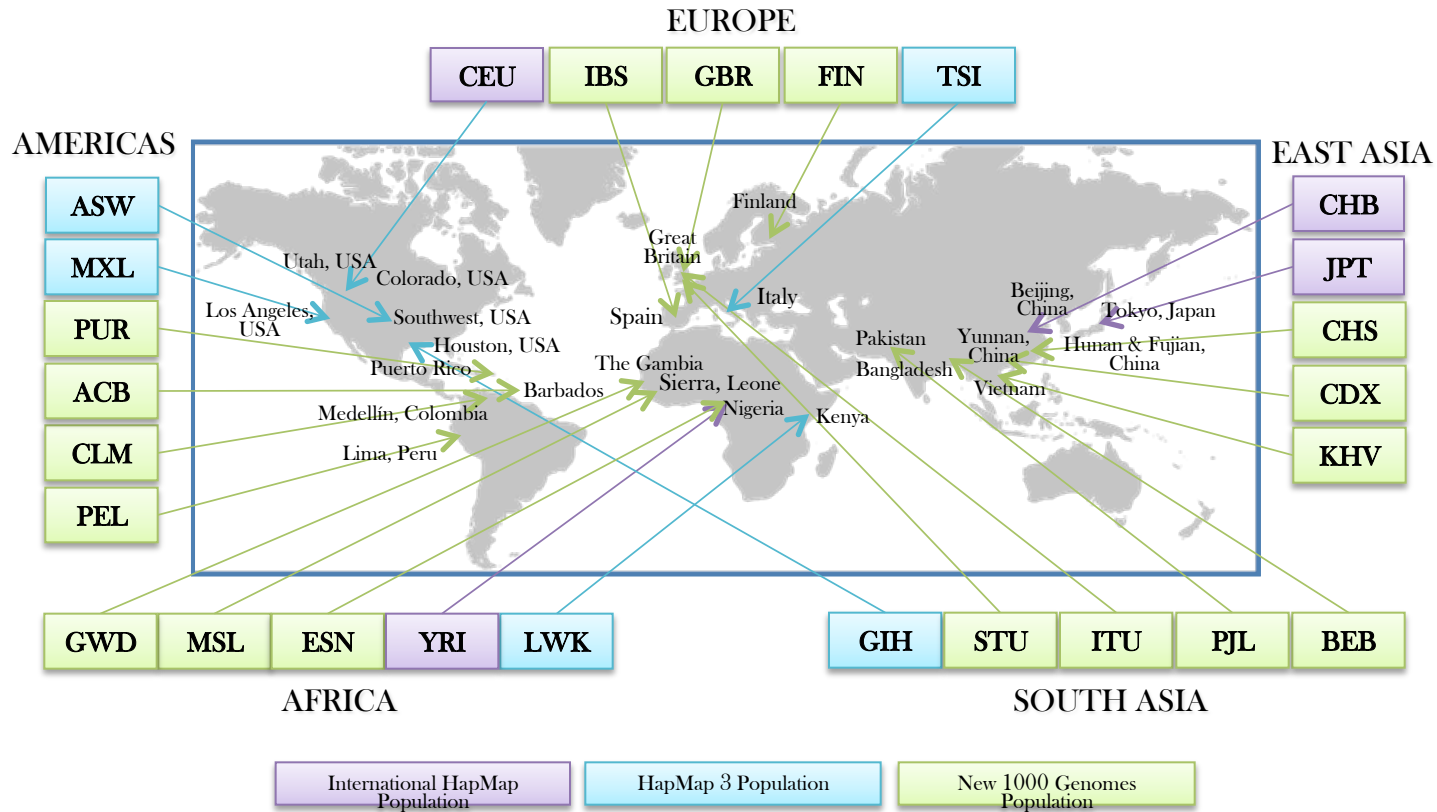 EUROPE
CEU
IBS
GBR
FIN
TSI
AMERICAS
ASW
MXL
PUR
ACB
CLM
PEL
EAST ASIA
CHB
JPT
CHS
CDX
KHV
Finland
Great
Britain
Utah, USA
Colorado, USA
Los Angeles,
USA
Southwest, USA
Houston, USA
Puerto Rico
Barbados
Medellín, Colombia
Lima, Peru
Spain
Italy
The Gambia
Sierra, Leone
Nigeria
Kenya
Pakistan
Bangladesh
Beijing,
China
Tokyo, Japan
Yunnan,
China
Hunan & Fujian,
China
Vietnam
GWD
MSL
ESN
YRI
LWK
AFRICA
GIH
STU
ITU
PJL
BEB
SOUTH ASIA
International HapMap
Population
HapMap 3 Population
New 1000 Genomes
Population